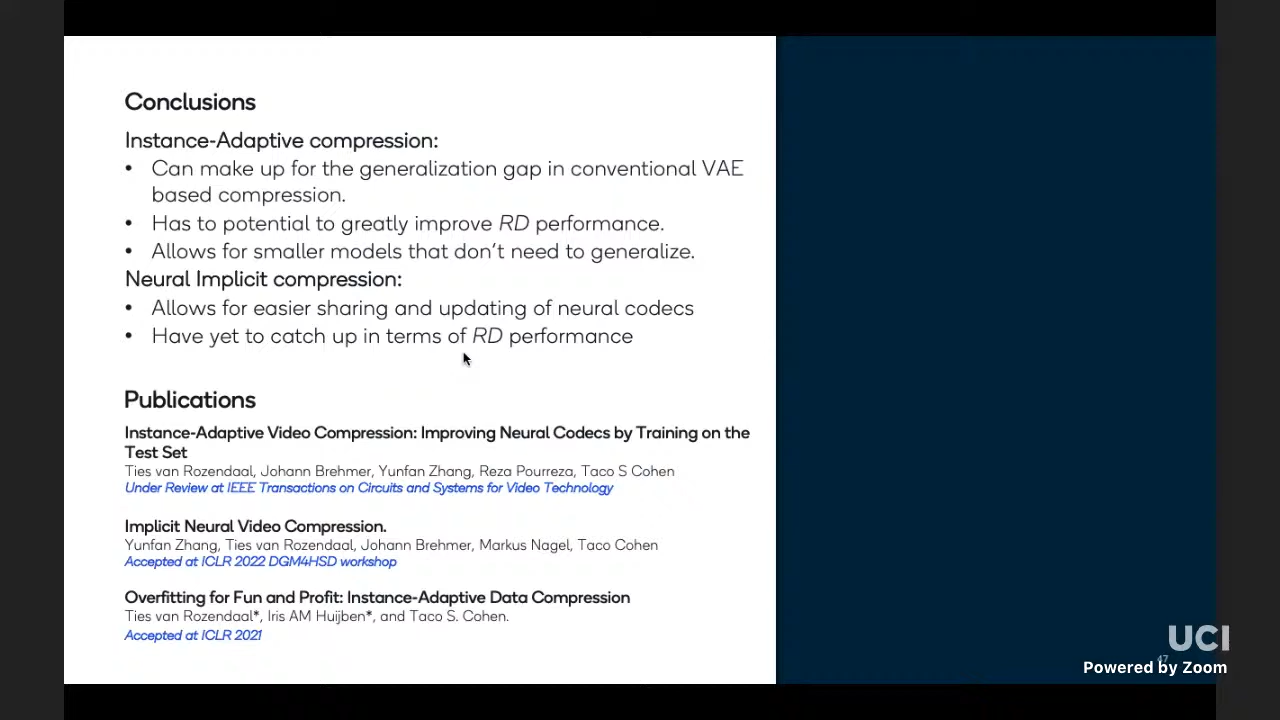 Conclusions
Instance-Adaptive compression:
• Can make up for the generalization gap in conventional VAE
based compression.
• Has to potential to greatly improve RD performance.
• Allows for smaller models that don't need to generalize.
Neural Implicit compression:
• Allows for easier sharing and updating of neural codecs
• Have yet to catch up in terms of RD performance
Publications
Instance-Adaptive Video Compression: Improving Neural Codecs by Training on the
Test Set
Ties van Rozendaal, Johann Brehmer, Yunfan Zhang, Reza Pourreza, Taco S Cohen
Under Review at IEEE Transactions on Circuits and Systems for Video Technology
Implicit Neural Video Compression.
Yunfan Zhang, Ties van Rozendaal, Johann Brehmer, Markus Nagel, Taco Cohen
Accepted at ICLR 2022 DGM4HSD workshop
Overfitting for Fun and Profit: Instance-Adaptive Data Compression
Ties van Rozendaal*, Iris AM Huijben*, and Taco S. Cohen.
Accepted at ICLR 2021
UCI
47
Powered by Zoom